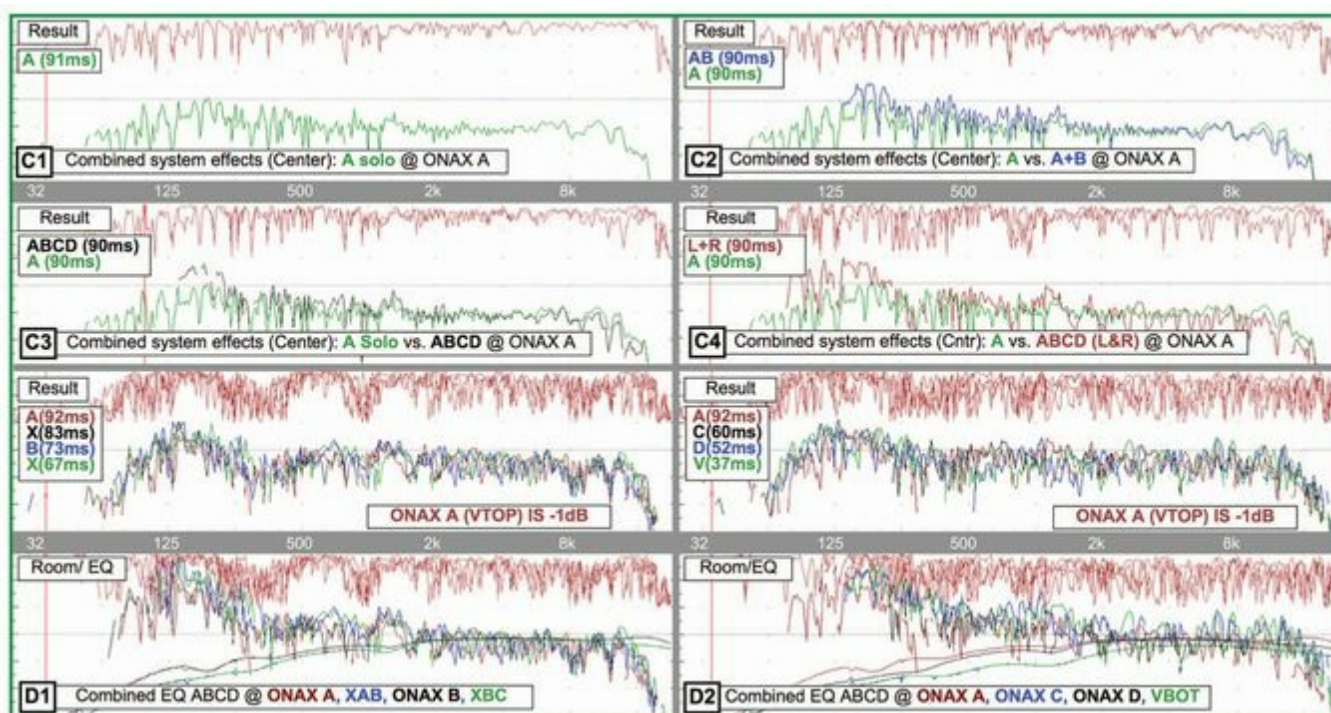 Result
A (91ms)
C1 Combined system effects (Center): A solo @ ONAX A
Result
AB (90ms)
A (90ms)
C2 Combined system effects (Center): A vs. A+B @ ONAX A
32 125 500 2k 8k
32 125 500 2k 8k
Result
ABCD (90ms)
A (90ms)
C3 Combined system effects (Center): A Solo vs. ABCD @ ONAX A
Result
L+R (90ms)
A (90ms)
C4 Combined system effects (Cntr): A vs. ABCD (L&R) @ ONAX A
Result
A(92ms)
X(83ms)
B(73ms)
X(67ms)
ONAX A (VTOP) IS -1dB
Result
A(92ms)
C(60ms)
D(52ms)
V(37ms)
ONAX A (VTOP) IS -1dB
32 125 500 2k 8k
32 125 500 2k 8k
Room/ EQ
D1 Combined EQ ABCD @ ONAX A, XAB, ONAX B, XBC
Room/EQ
D2 Combined EQ ABCD @ ONAX A, ONAX C, ONAX D, VBOT